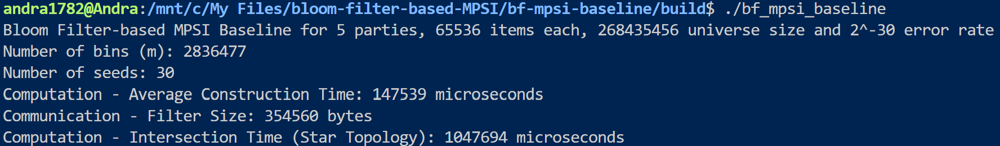 andra1782@Andra:/mnt/c/My Files/bloom-filter-based-MPSI/bf-mpsi-baseline/build$ ./bf_mpsi_baseline
Bloom Filter-based MPSI Baseline for 5 parties, 65536 items each, 268435456 universe size and 2^-30 error rate
Number of bins (m): 2836477
Number of seeds: 30
Computation - Average Construction Time: 147539 microseconds
Communication - Filter Size: 354560 bytes
Computation - Intersection Time (Star Topology): 1047694 microseconds